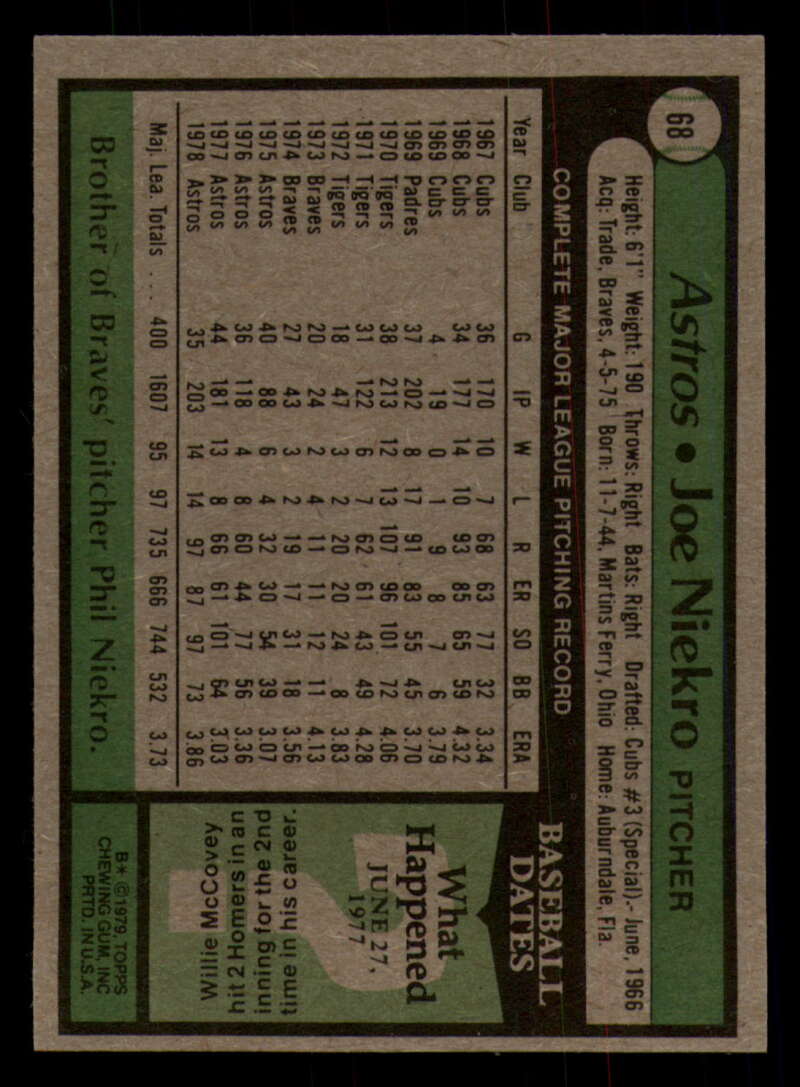 68
Astros • Joe Niekro PITCHER
Height: 6'1" Weight: 190 Throws: Right Bats: Right Drafted: Cubs #3 (Special)- June, 1966
Acq: Trade, Braves, 4-5-75 Born: 11-7-44, Martins Ferry, Ohio Home: Auburndale, Fla.
COMPLETE MAJOR LEAGUE PITCHING RECORD
Year Club G IP W L R ER SO BB ERA
1967 Cubs 36 170 10 7 68 63 77 32 3.34
1968 Cubs 34 177 14 10 93 85 65 59 4.32
1969 Cubs 4 19 0 1 9 8 7 6 3.79
1969 Padres 37 202 8 17 91 83 55 45 3.70
1970 Tigers 38 213 12 13 107 96 101 72 4.06
1971 Tigers 31 122 6 7 62 61 43 49 4.28
1972 Tigers 18 47 3 2 20 20 24 8 3.83
1973 Braves 20 24 2 4 11 11 12 11 4.13
1974 Braves 27 43 3 2 19 17 31 18 3.56
1975 Astros 40 88 6 4 32 30 54 39 3.07
1976 Astros 36 118 4 8 60 44 77 56 3.36
1977 Astros 44 181 13 8 66 61 101 64 3.03
1978 Astros 35 203 14 14 97 87 97 73 3.86
Maj. Lea. Totals . . . 400 1607 95 97 735 666 744 532 3.73
BASEBALL
DATES
What
Happened
JUNE 27,
1977
Willie McCovey
hit 2 Homers in an
inning for the 2nd
time in his career.
Brother of Braves' pitcher Phil Niekro.
B* ©1979, TOPPS
CHEWING GUM, INC
PRTD. IN U.S.A.